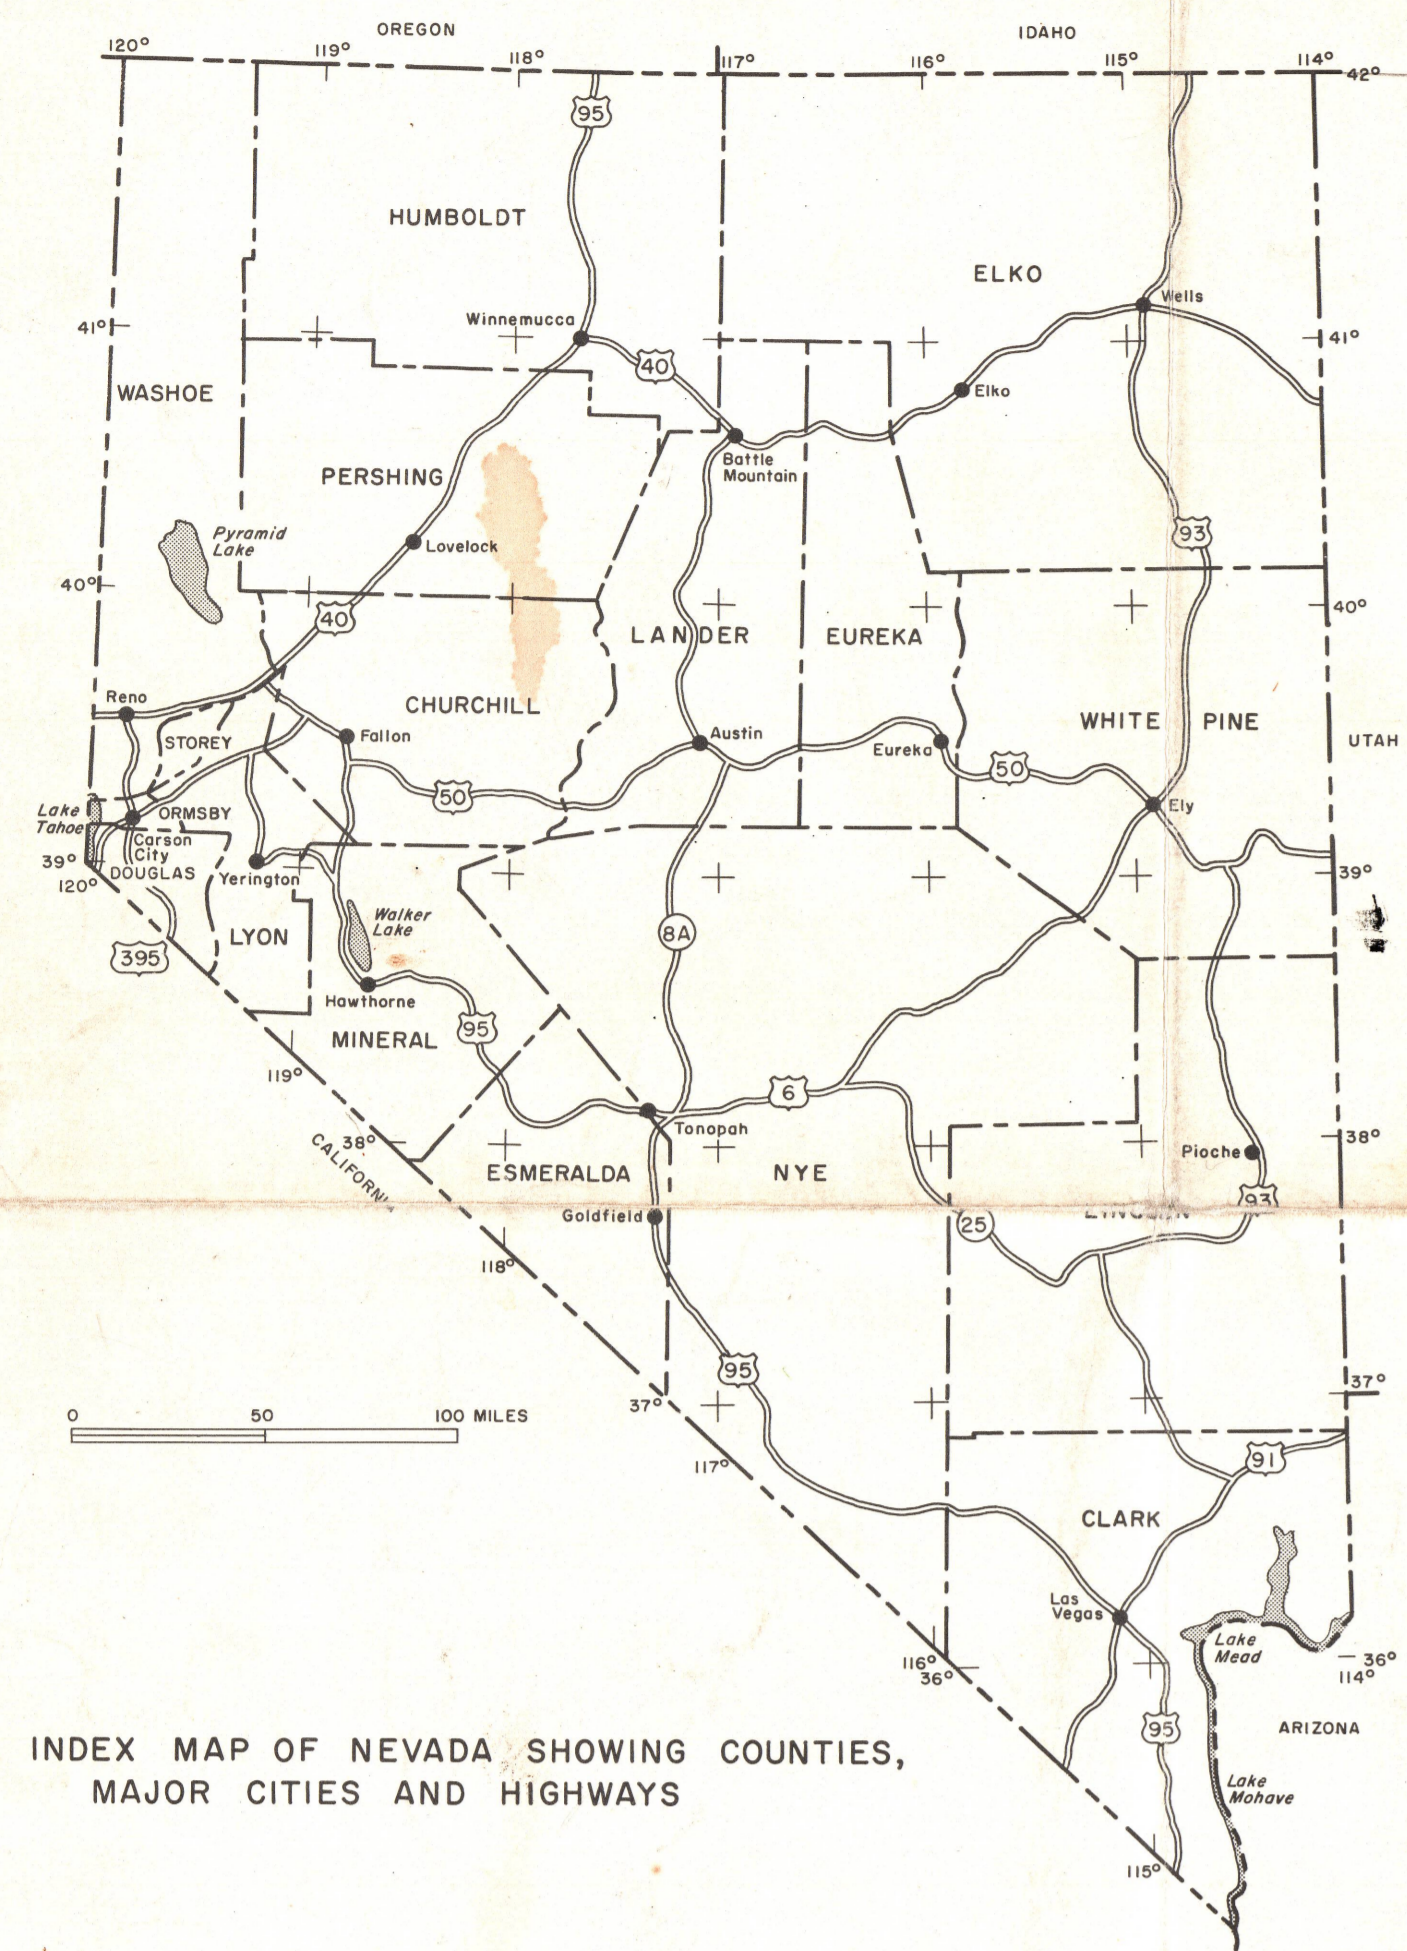 OREGON
IDAHO
120°
119°
118°
117°
116°
115°
114°
42°
95
HUMBOLDT
ELKO
Wells
Winnemucca
41°
41°
40
WASHOE
Elko
Battle
Mountain
PERSHING
Pyramid
Lake
Lovelock
93
40°
40°
40
LANDER
EUREKA
Reno
CHURCHILL
WHITE PINE
STOREY
Fallon
Austin
Eureka
UTAH
50
50
Lake
Tahoe
ORMSBY
Ely
Carson
City
39°
DOUGLAS
Yerington
39°
120°
Walker
Lake
LYON
8A
395
Hawthorne
95
MINERAL
119°
6
Tonopah
38°
38°
CALIFORNI
Pioche
ESMERALDA
NYE
93
Goldfield
25
LINCOLN
118°
95
37°
37°
0 50 100 MILES
117°
91
CLARK
Las
Vegas
Lake
Mead
116°
36°
36°
114°
95
ARIZONA
INDEX MAP OF NEVADA SHOWING COUNTIES,
MAJOR CITIES AND HIGHWAYS
Lake
Mohave
115°